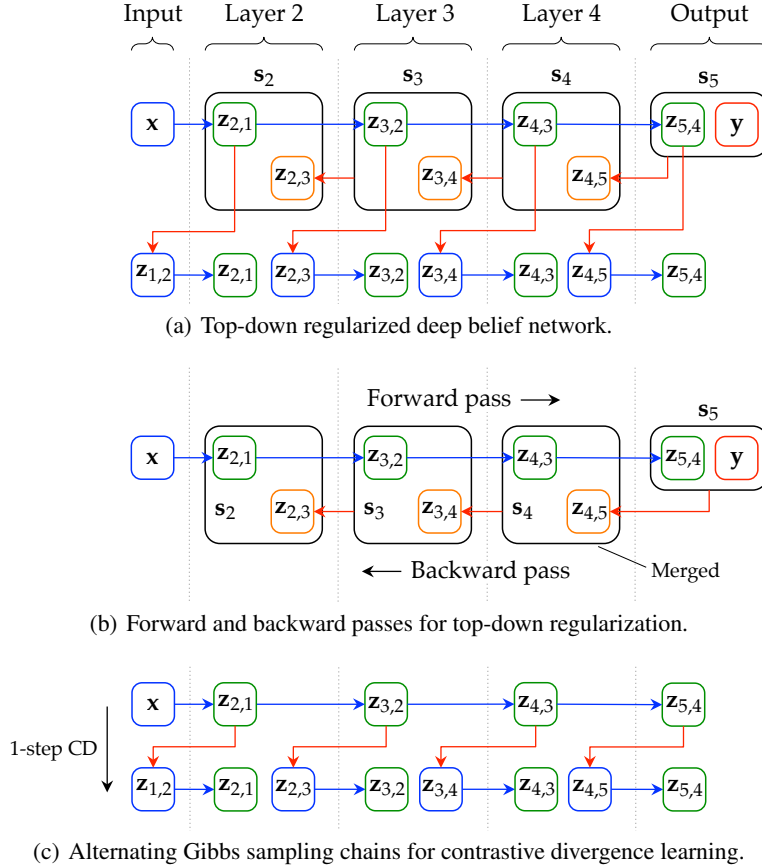 Input Layer 2 Layer 3 Layer 4 Output
s2 s3 s4 s5
x z2,1 z3,2 z4,3 z5,4 y
z2,3 z3,4 z4,5
z1,2 z2,1 z2,3 z3,2 z3,4 z4,3 z4,5 z5,4
(a) Top-down regularized deep belief network.
Forward pass
s5
x z2,1 z3,2 z4,3 z5,4 y
s2 z2,3 s3 z3,4 s4 z4,5
Backward pass Merged
(b) Forward and backward passes for top-down regularization.
x z2,1 z3,2 z4,3 z5,4
1-step CD
z1,2 z2,1 z2,3 z3,2 z3,4 z4,3 z4,5 z5,4
(c) Alternating Gibbs sampling chains for contrastive divergence learning.